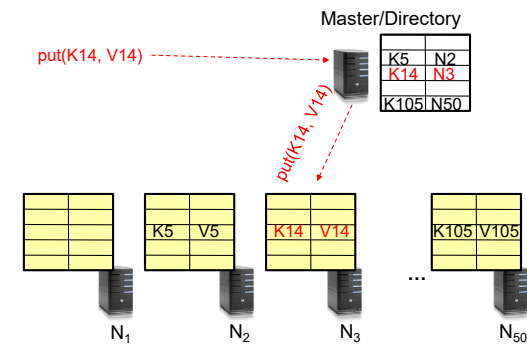 Master/Directory
put(K14, V14)
K5 N2
K14 N3
K105 N50
put(K14, V14)
K5 V5
K14 V14
K105 V105
...
N1
N2
N3
N50